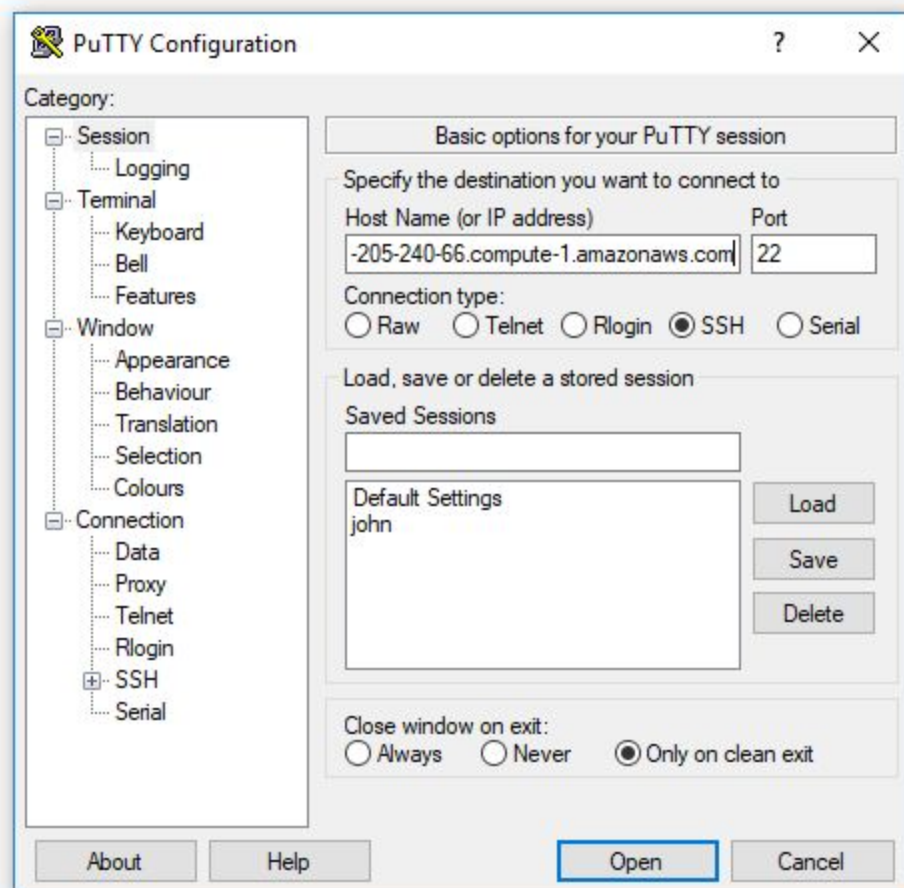 PuTTY Configuration
?
Category:
Session
Logging
Terminal
Keyboard
Bell
Features
Window
Appearance
Behaviour
Translation
Selection
Colours
Connection
Data
Proxy
Telnet
Rlogin
SSH
Serial
Basic options for your PuTTY session
Specify the destination you want to connect to
Host Name (or IP address) Port
-205-240-66.compute-1.amazonaws.com 22
Connection type:
Raw Telnet Rlogin SSH Serial
Load, save or delete a stored session
Saved Sessions
Default Settings
john
Load
Save
Delete
Close window on exit:
Always Never Only on clean exit
About Help Open Cancel